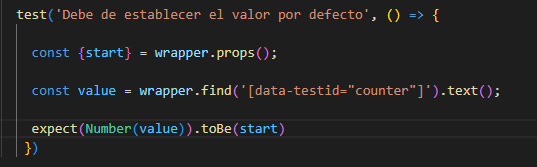 test('Debe de establecer el valor por defecto', () => {
const {start} = wrapper.props();
const value = wrapper.find('[data-testid="counter"]').text();
expect(Number(value)).toBe(start)
})